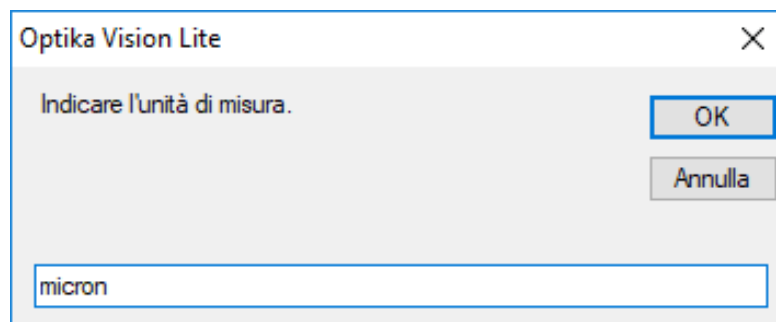 Optika Vision Lite
Indicare l'unità di misura.
OK
Annulla
micron